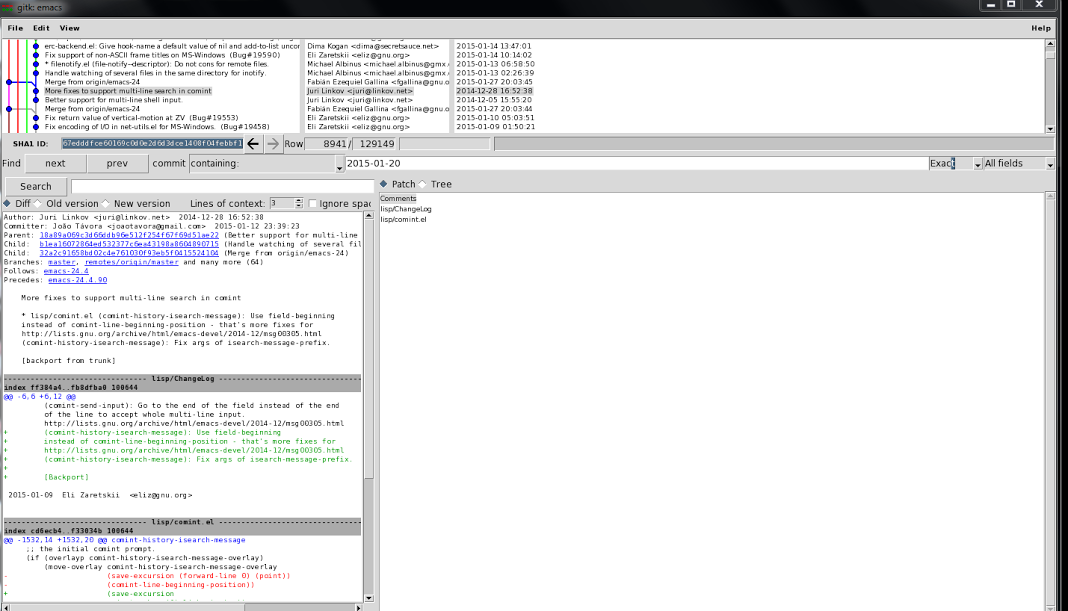 gitk: emacs
File Edit View Help
erc-backend.el: Give hook-name a default value of nil and add-to-list uncor Dima Kogan <dima@secretsauce.net> 2015-01-14 13:47:01
Fix support of non-ASCII frame titles on MS-Windows (Bug#19590) Eli Zaretskii <eliz@gnu.org> 2015-01-14 10:14:02
* filenotify.el (file-notify--descriptor): Do not cons for remote files. Michael Albinus <michael.albinus@gmx. 2015-01-13 06:58:50
Handle watching of several files in the same directory for inotify. Michael Albinus <michael.albinus@gmx. 2015-01-13 02:26:39
Merge from origin/emacs-24 Fabián Ezequiel Gallina <fgallina@gnu.o 2015-01-27 20:03:45
More fixes to support multi-line search in comint Juri Linkov <juri@linkov.net> 2014-12-28 16:52:38
Better support for multi-line shell input. Juri Linkov <juri@linkov.net> 2014-12-05 15:55:20
Merge from origin/emacs-24 Fabián Ezequiel Gallina <fgallina@gnu.o 2015-01-27 20:03:44
Fix return value of vertical-motion at ZV (Bug#19553) Eli Zaretskii <eliz@gnu.org> 2015-01-10 05:03:51
Fix encoding of I/O in net-utils.el for MS-Windows. (Bug#19458) Eli Zaretskii <eliz@gnu.org> 2015-01-09 01:50:21
SHA1 ID: 67edddfce60169c0d0e2d6d3dce1408f04febbf1 Row 8941 / 129149
Find next prev commit containing: 2015-01-20 Exact All fields
Search
Patch Tree
Diff Old version New version Lines of context: 3 Ignore spac
Comments
lisp/ChangeLog
lisp/comint.el
Author: Juri Linkov <juri@linkov.net> 2014-12-28 16:52:38
Committer: João Távora <joaotavora@gmail.com> 2015-01-12 23:39:23
Parent: 18a89a069c3d66ddb96e512f254f67f69d51ae22 (Better support for multi-line
Child: b1ea16072864ed532377c6ea43198a8604890715 (Handle watching of several fil
Child: 32a2c91658bd02c4e761030f93eb5f0415524104 (Merge from origin/emacs-24)
Branches: master, remotes/origin/master and many more (64)
Follows: emacs-24.4
Precedes: emacs-24.4.90
More fixes to support multi-line search in comint
* lisp/comint.el (comint-history-isearch-message): Use field-beginning
instead of comint-line-beginning-position - that's more fixes for
http://lists.gnu.org/archive/html/emacs-devel/2014-12/msg00305.html
(comint-history-isearch-message): Fix args of isearch-message-prefix.
[backport from trunk]
------------------------------- lisp/ChangeLog -------------------------------
index ff384a4..fb8dfba0 100644
@@ -6,6 +6,12 @@
(comint-send-input): Go to the end of the field instead of the end
of the line to accept whole multi-line input.
http://lists.gnu.org/archive/html/emacs-devel/2014-12/msg00305.html
+ (comint-history-isearch-message): Use field-beginning
+ instead of comint-line-beginning-position - that's more fixes for
+ http://lists.gnu.org/archive/html/emacs-devel/2014-12/msg00305.html
+ (comint-history-isearch-message): Fix args of isearch-message-prefix.
+
+ [Backport]
2015-01-09 Eli Zaretskii <eliz@gnu.org>
------------------------------- lisp/comint.el -------------------------------
index cd6ecb4..f33034b 100644
@@ -1532,14 +1532,20 @@ comint-history-isearch-message
;; the initial comint prompt.
(if (overlayp comint-history-isearch-message-overlay)
(move-overlay comint-history-isearch-message-overlay
- (save-excursion (forward-line 0) (point))
- (comint-line-beginning-position))
+ (save-excursion